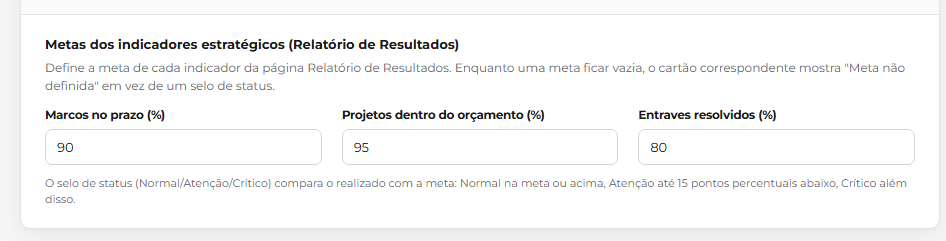 Metas dos indicadores estratégicos (Relatório de Resultados)
Define a meta de cada indicador da página Relatório de Resultados. Enquanto uma meta ficar vazia, o cartão correspondente mostra "Meta não
definida" em vez de um selo de status.
Marcos no prazo (%)
Projetos dentro do orçamento (%)
Entraves resolvidos (%)
90
95
80
O selo de status (Normal/Atenção/Crítico) compara o realizado com a meta: Normal na meta ou acima, Atenção até 15 pontos percentuais abaixo, Crítico além
disso.